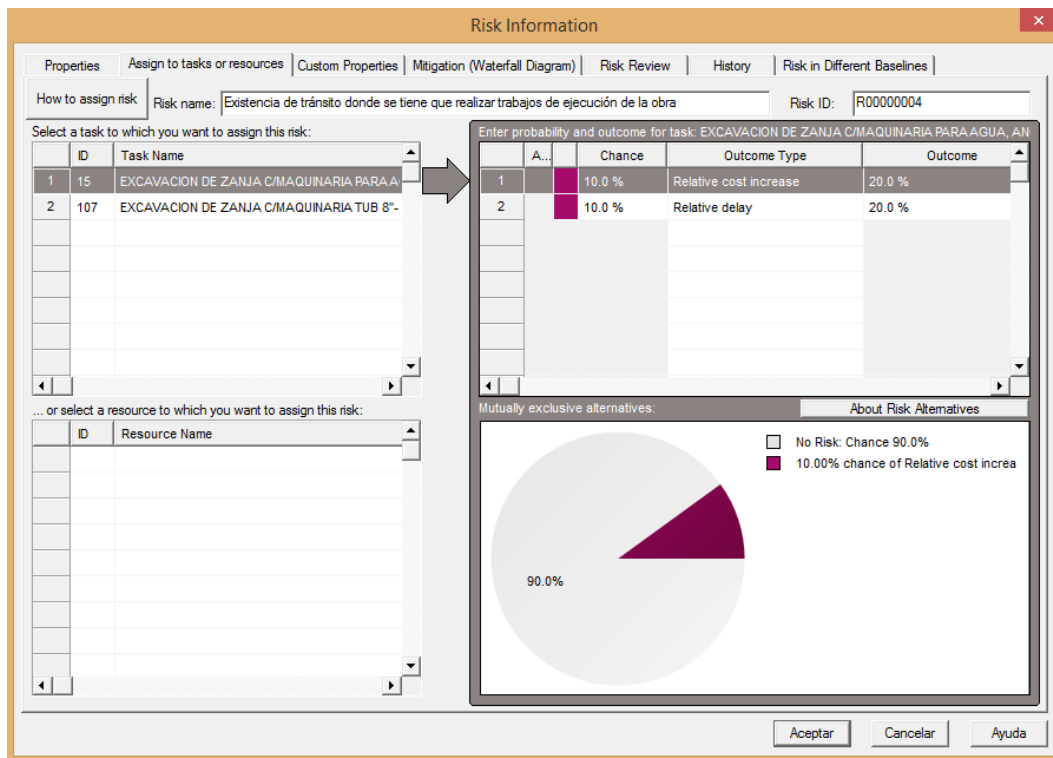 Risk Information
Properties
Assign to tasks or resources
Custom Properties
Mitigation (Waterfall Diagram)
Risk Review
History
Risk in Different Baselines
How to assign risk
Risk name:
Existencia de tránsito donde se tiene que realizar trabajos de ejecución de la obra
Risk ID:
R00000004
Select a task to which you want to assign this risk:
ID Task Name
1 15 EXCAVACION DE ZANJA C/MAQUINARIA PARA A
2 107 EXCAVACION DE ZANJA C/MAQUINARIA TUB 8"-
Enter probability and outcome for task: EXCAVACION DE ZANJA C/MAQUINARIA PARA AGUA, AN
A... Chance Outcome Type Outcome
1 10.0 % Relative cost increase 20.0 %
2 10.0 % Relative delay 20.0 %
... or select a resource to which you want to assign this risk:
ID Resource Name
Mutually exclusive alternatives:
About Risk Alternatives
No Risk: Chance 90.0%
10.00% chance of Relative cost increa
90.0%
Aceptar
Cancelar
Ayuda